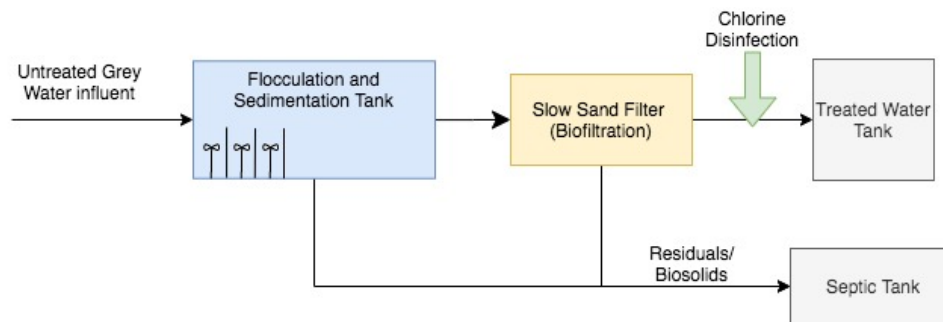 Chlorine
Disinfection
Untreated Grey
Water influent
Flocculation and
Sedimentation Tank
Slow Sand Filter
(Biofiltration)
Treated Water
Tank
Residuals/
Biosolids
Septic Tank